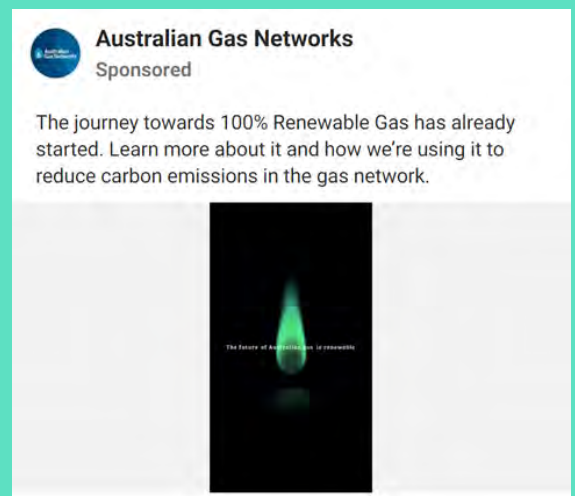 Australian Gas Networks
Sponsored
The journey towards 100% Renewable Gas has already
started. Learn more about it and how we're using it to
reduce carbon emissions in the gas network.
The future of Australian gas is renewable